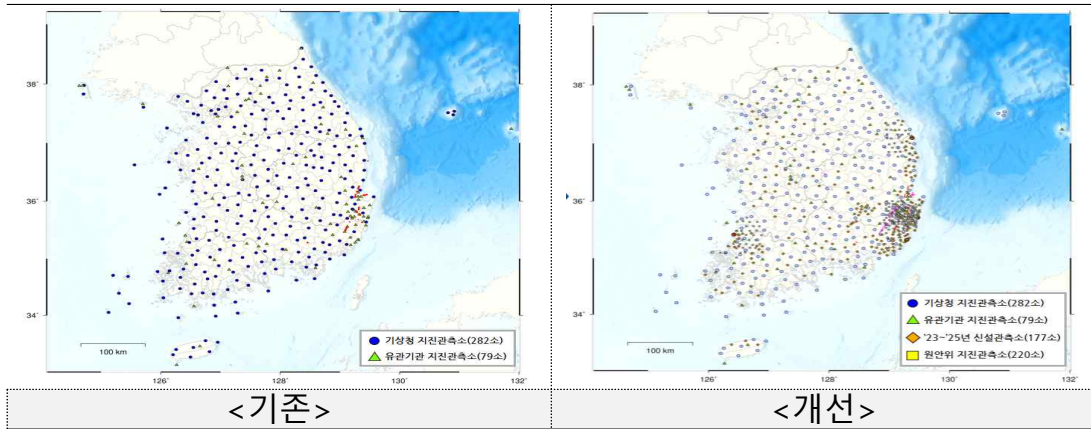 38°
36°
34°
100 km
기상청 지진관측소(282소)
유관기관 지진관측소(79소)
126°
128°
130°
132°
38°
36°
34°
100 km
기상청 지진관측소(282소)
유관기관 지진관측소(79소)
'23~'25년 신설관측소(177소)
원안위 지진관측소(220소)
126°
128°
130°
132°
<기존>
<개선>